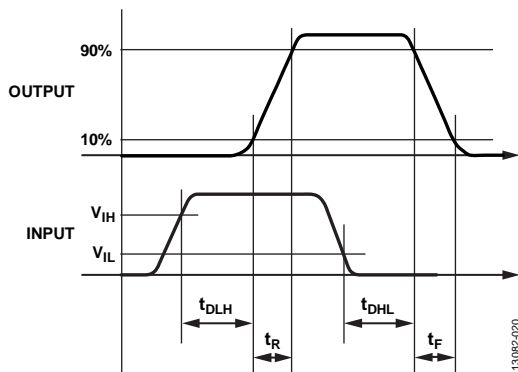 90%
OUTPUT
10%
VIH
INPUT
VIL
tDLH
tDHL
tR
tF
13082-020